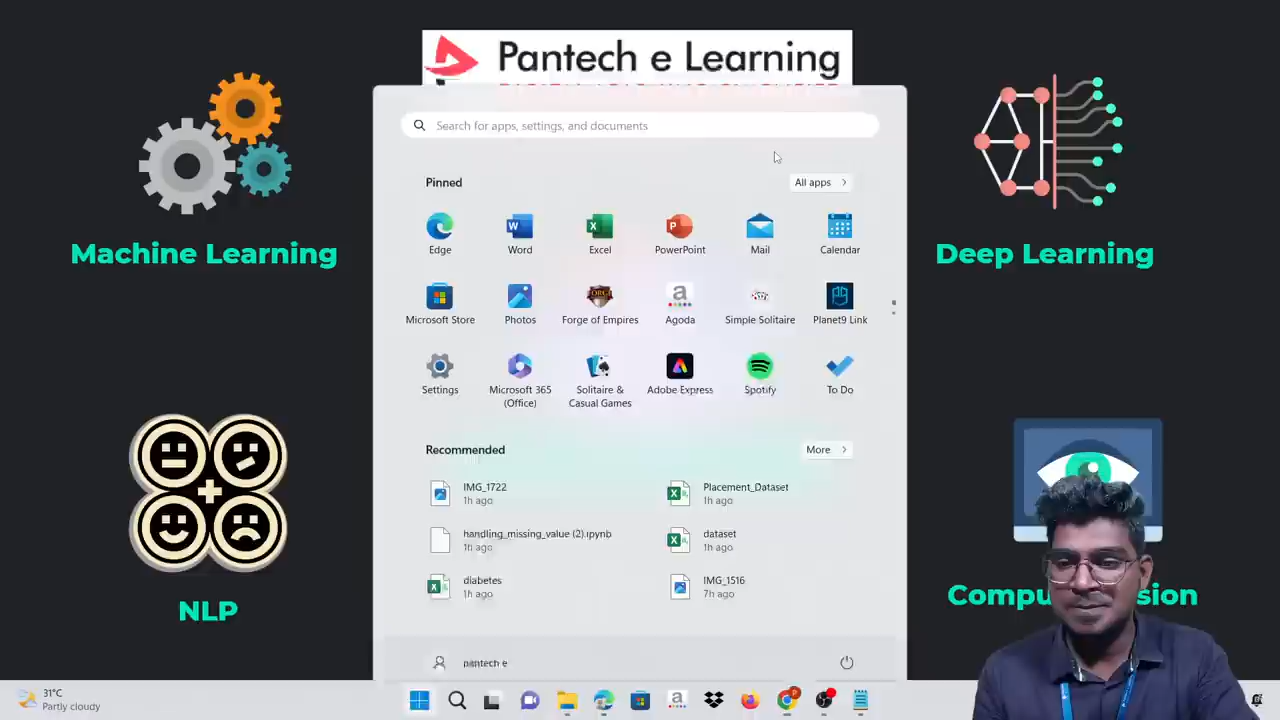 Pantech e Learning
Search for apps, settings, and documents
Pinned
All apps
Edge
Word
Excel
PowerPoint
Mail
Calendar
Microsoft Store
Photos
Forge of Empires
Agoda
Simple Solitaire
Planet9 Link
Settings
Microsoft 365
(Office)
Solitaire &
Casual Games
Adobe Express
Spotify
To Do
Recommended
More
IMG_1722
1h ago
Placement_Dataset
1h ago
handling_missing_value (2).ipynb
1h ago
dataset
1h ago
diabetes
1h ago
IMG_1516
7h ago
pantech e
Machine Learning
Deep Learning
NLP
31°C
Partly cloudy